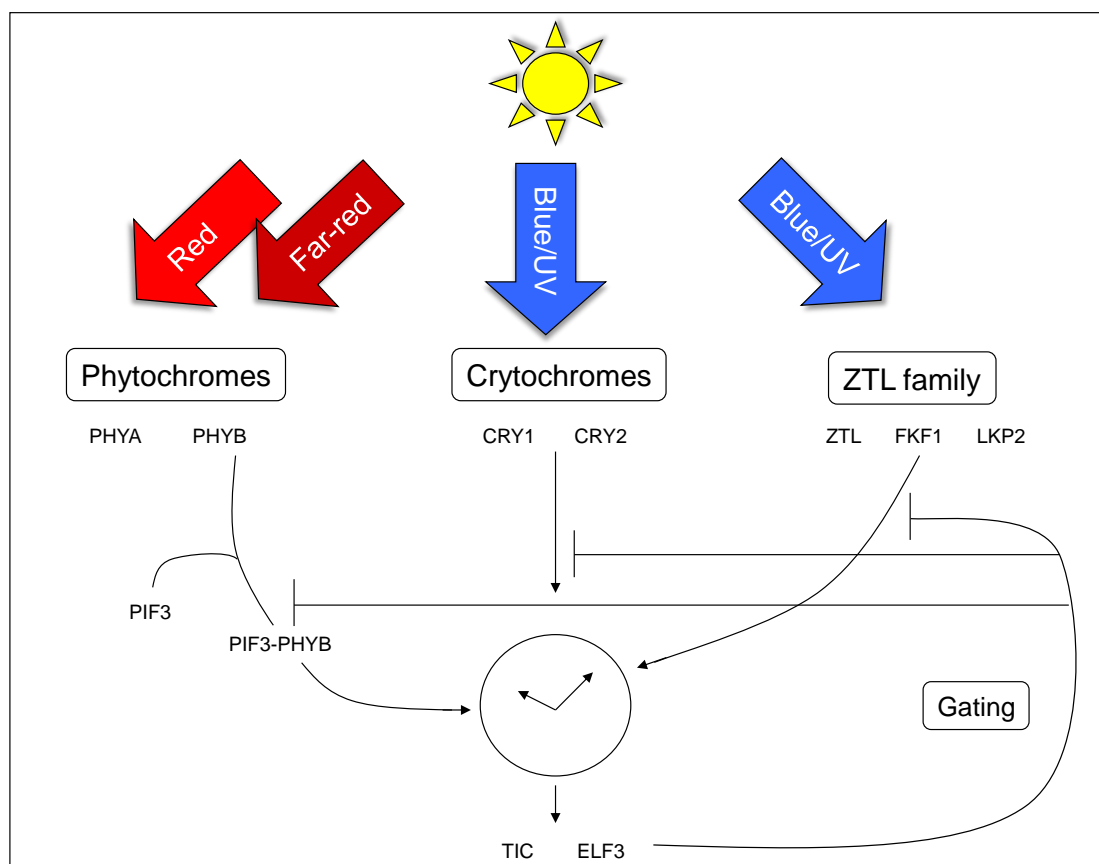 Red
Far-red
Blue/UV
Blue/UV
Phytochromes
Crytochromes
ZTL family
PHYA PHYB
CRY1 CRY2
ZTL FKF1 LKP2
PIF3
PIF3-PHYB
Gating
TIC ELF3